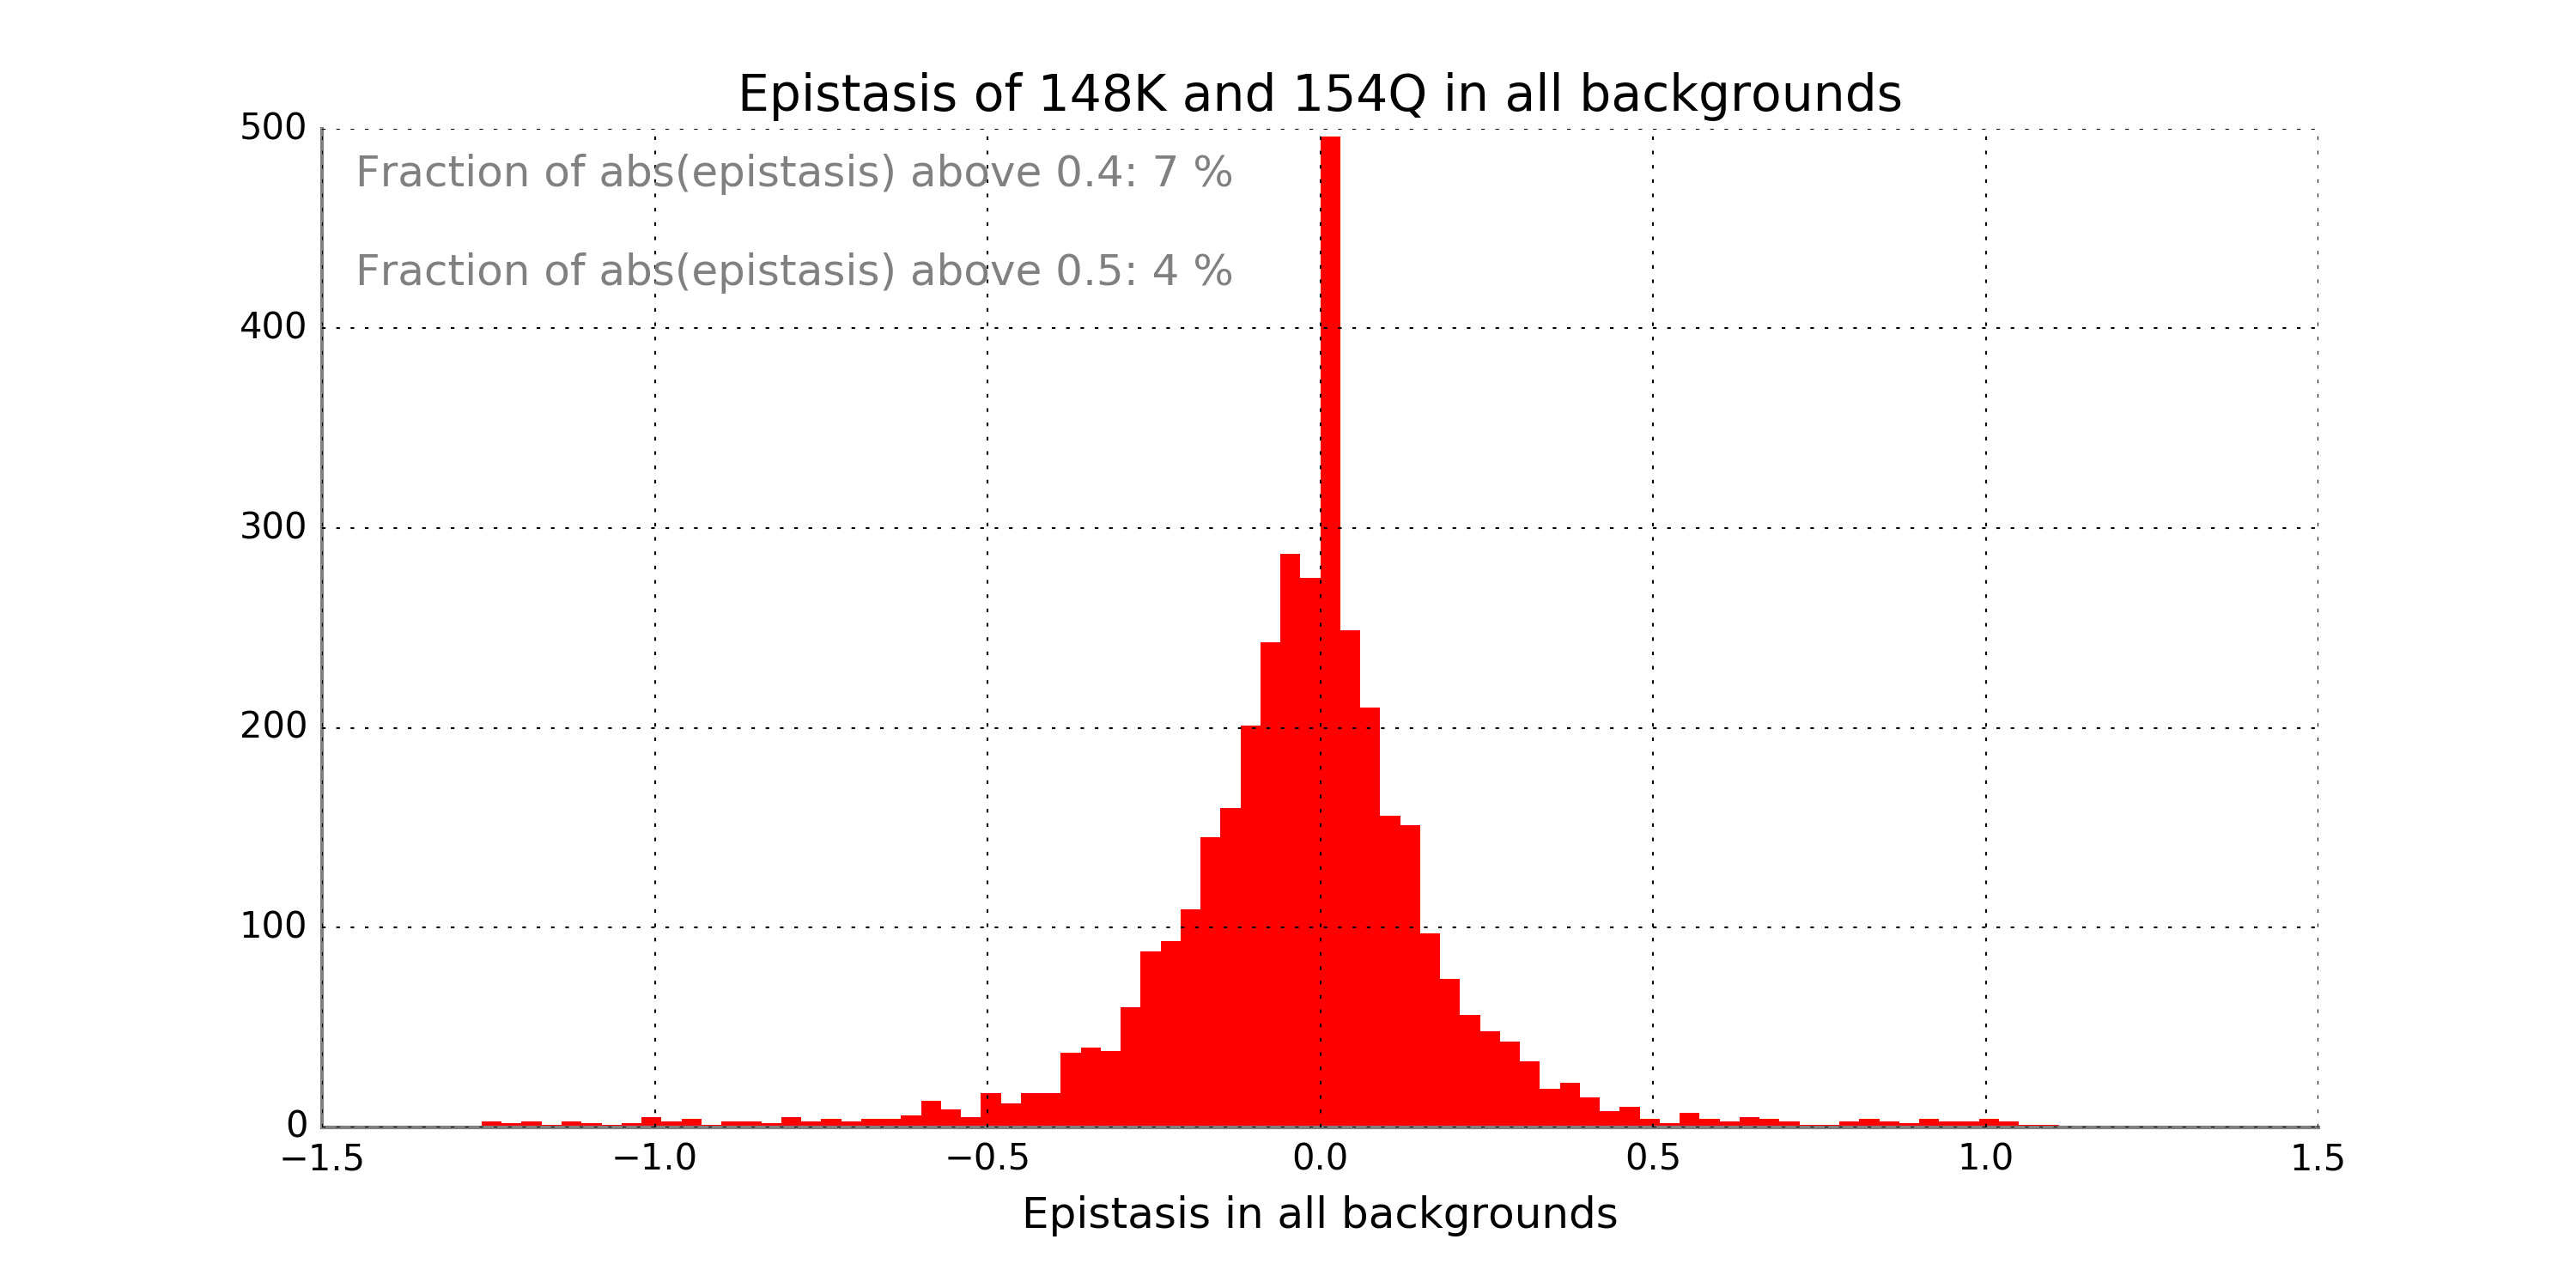 Epistasis of 148K and 154Q in all backgrounds
500
Fraction of abs(epistasis) above 0.4: 7 %
Fraction of abs(epistasis) above 0.5: 4 %
400
300
200
100
0
−1.5 −1.0 −0.5 0.0 0.5 1.0 1.5
Epistasis in all backgrounds